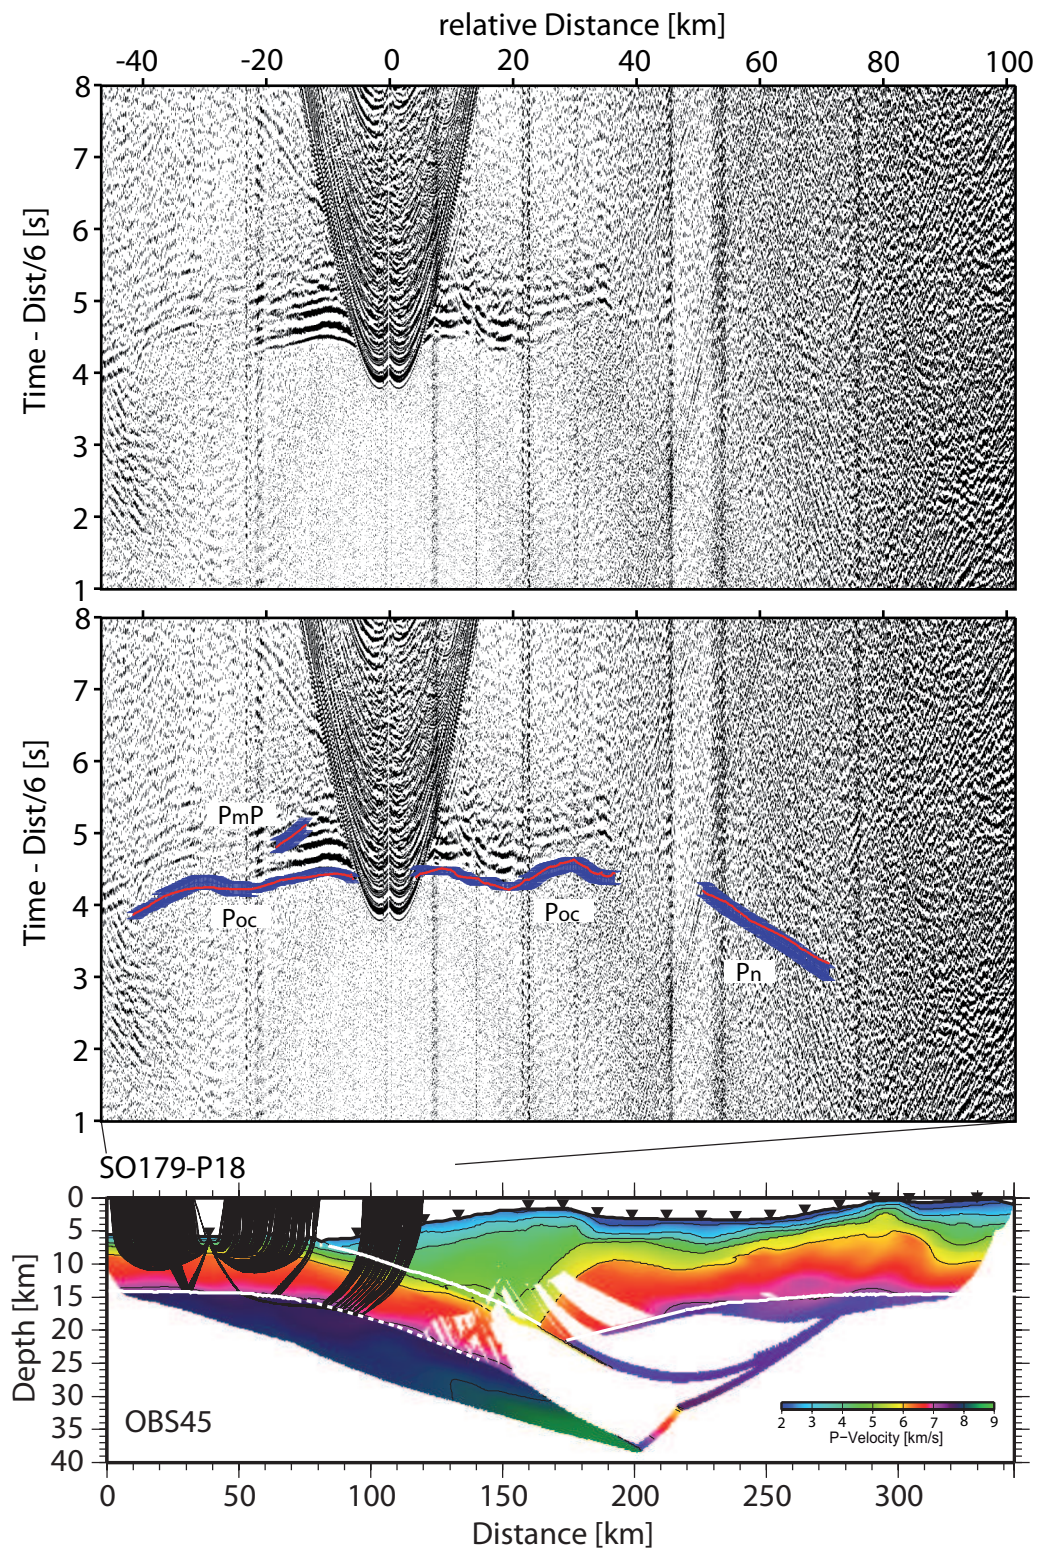 relative Distance [km]
-40 -20 0 20 40 60 80 100
8
7
6
5
4
3
2
1
Time - Dist/6 [s]
8
7
6
5
4
3
2
1
Time - Dist/6 [s]
PmP
Poc
Poc
Pn
SO179-P18
0
5
10
15
20
25
30
35
40
Depth [km]
OBS45
2 3 4 5 6 7 8 9
P-Velocity [km/s]
0 50 100 150 200 250 300
Distance [km]